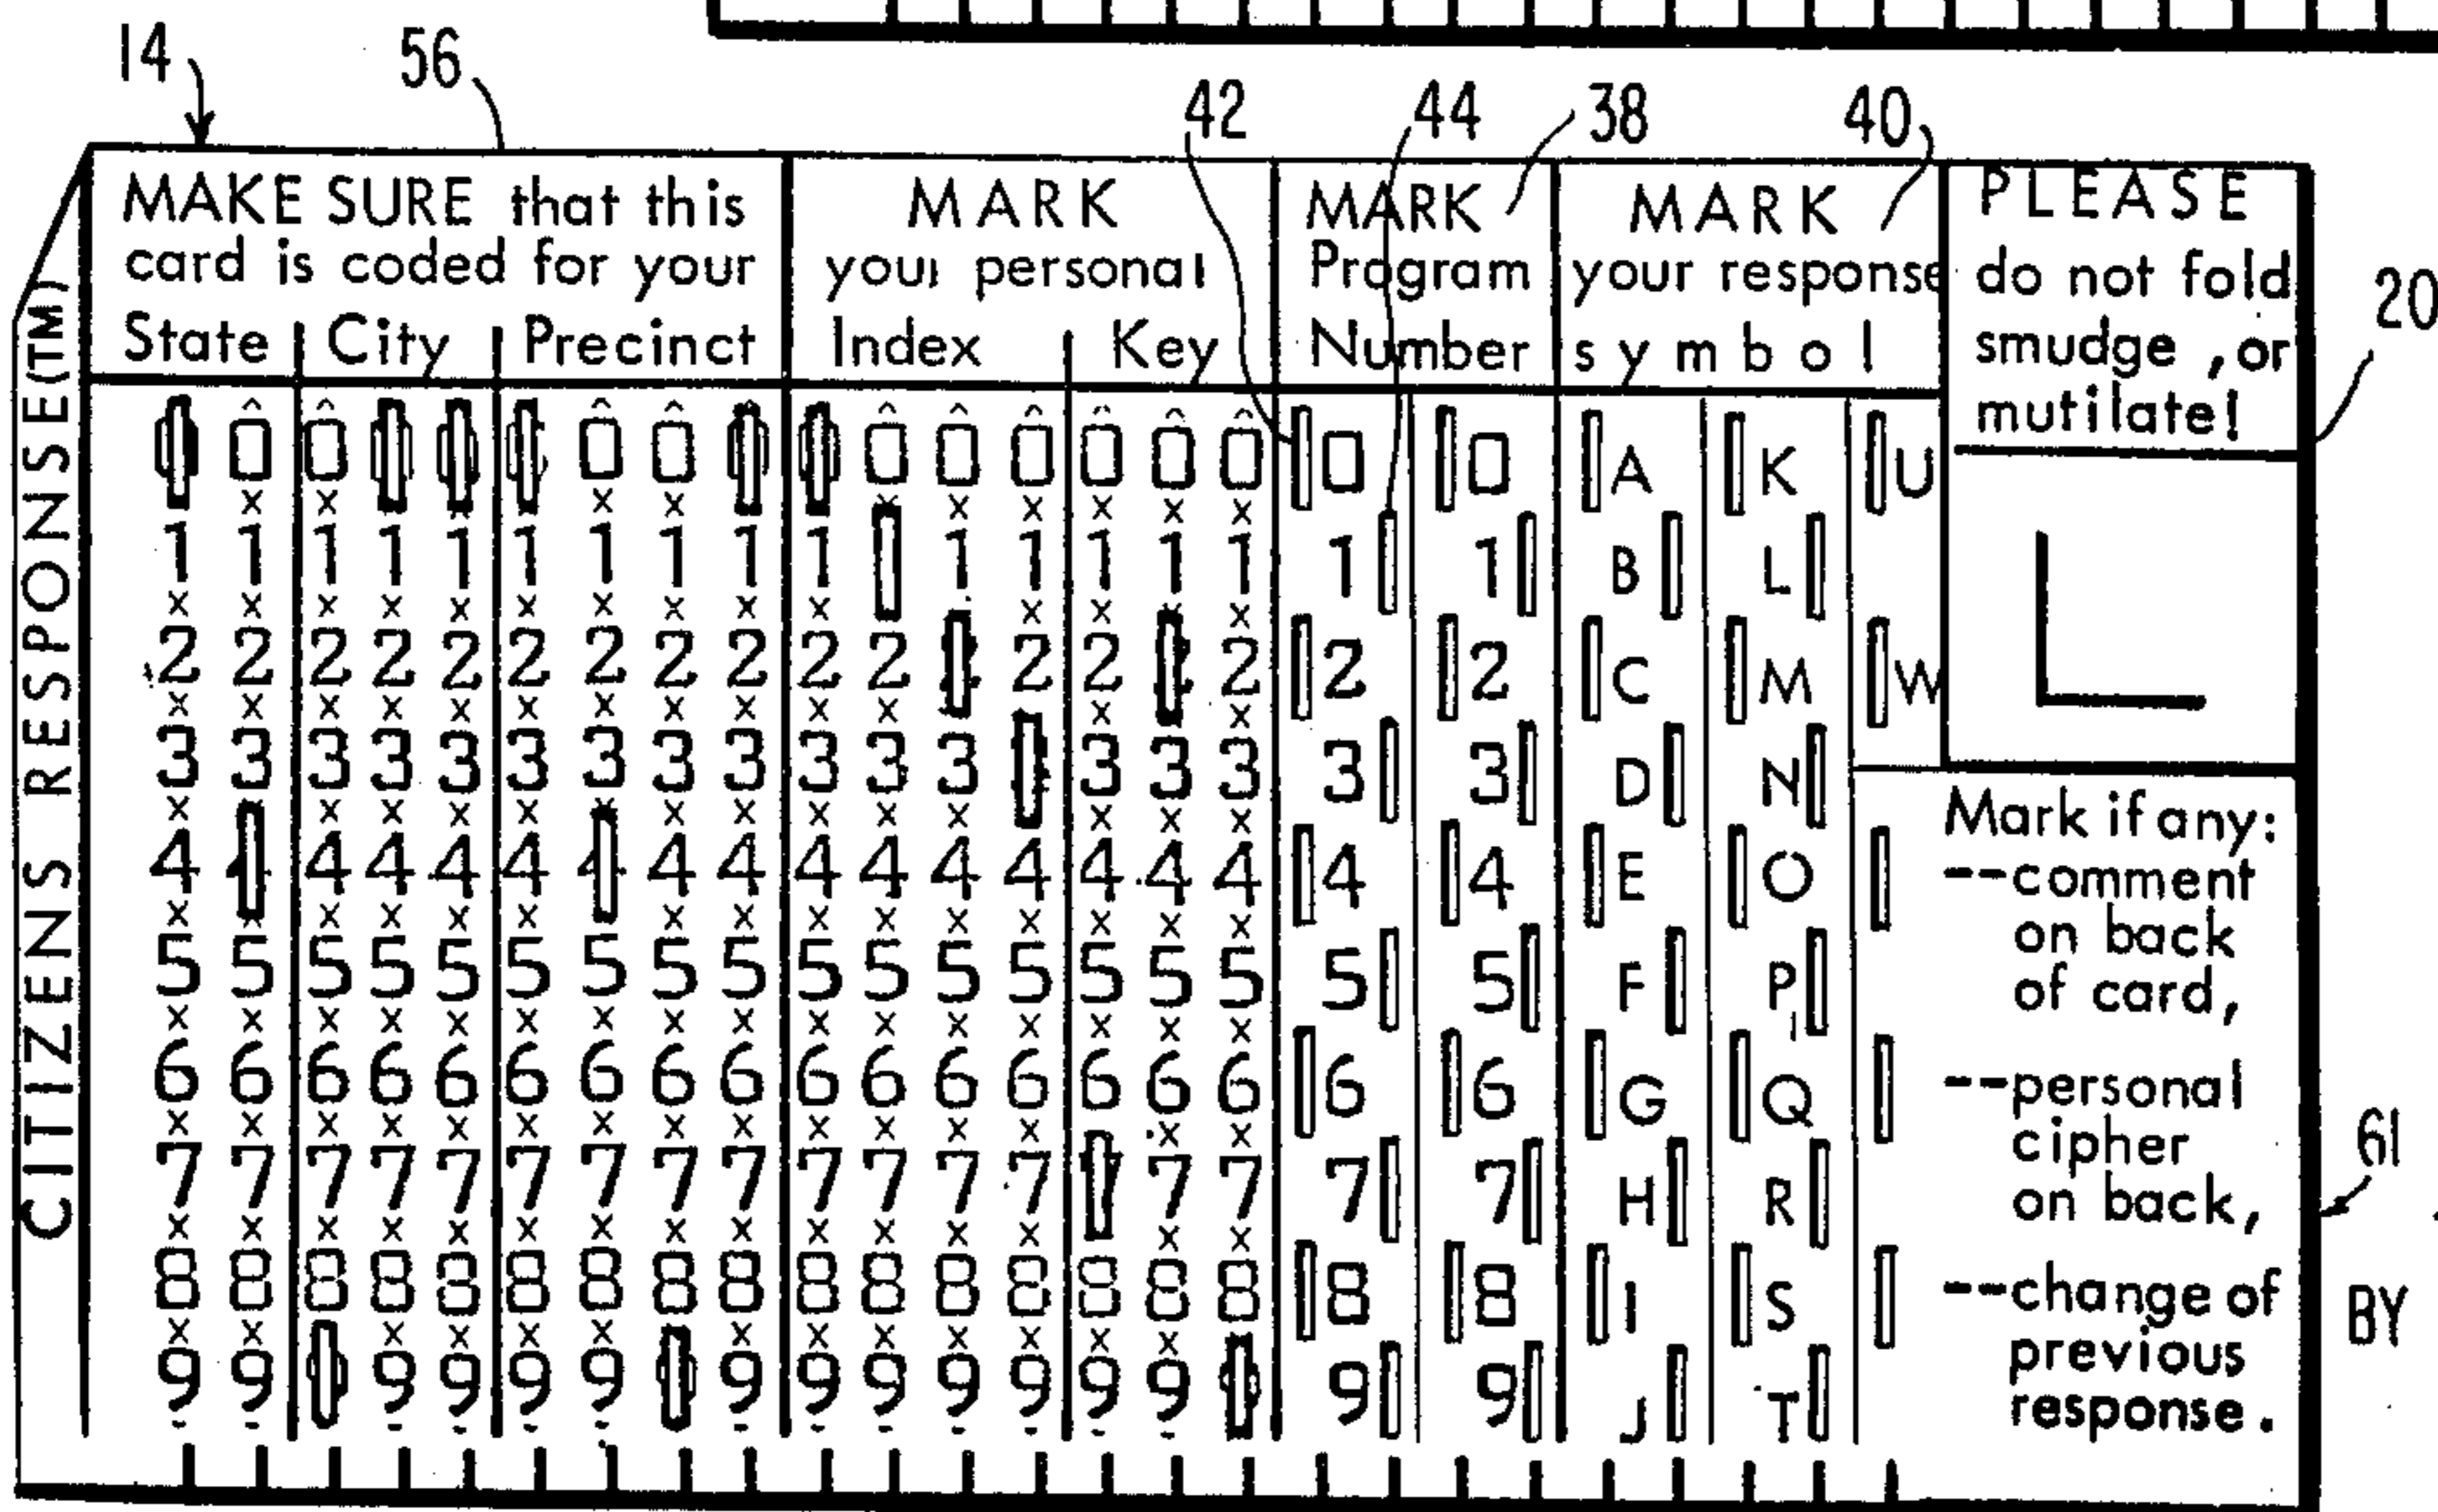 14 56 42 44 38 40
CITIZENS RESPONSE(TM)
MAKE SURE that this
card is coded for your
State City Precinct
MARK
your personal
Index Key
MARK
Program
Number
MARK
your response
symbol
PLEASE
do not fold
smudge, or
mutilate!
20
L
0 0 0 0 0 0 0 0 0 0 0 0 A K U
1 1 1 1 1 1 1 1 1 1 1 1 1 1 1 1 1 B L
2 2 2 2 2 2 2 2 2 2 2 2 2 2 2 2 C M W
3 3 3 3 3 3 3 3 3 3 3 3 3 3 3 3 3 D N
4 4 4 4 4 4 4 4 4 4 4 4 4 4 4 4 E O
5 5 5 5 5 5 5 5 5 5 5 5 5 5 5 5 5 5 F P
6 6 6 6 6 6 6 6 6 6 6 6 6 6 6 6 6 6 G Q
7 7 7 7 7 7 7 7 7 7 7 7 7 7 7 7 7 7 H R
8 8 8 8 8 8 8 8 8 8 8 8 8 8 8 8 8 8 I S
9 9 9 9 9 9 9 9 9 9 9 9 9 9 9 J T
Mark if any:
--comment
on back
of card,
--personal
cipher
on back,
--change of
previous
response.
61
BY